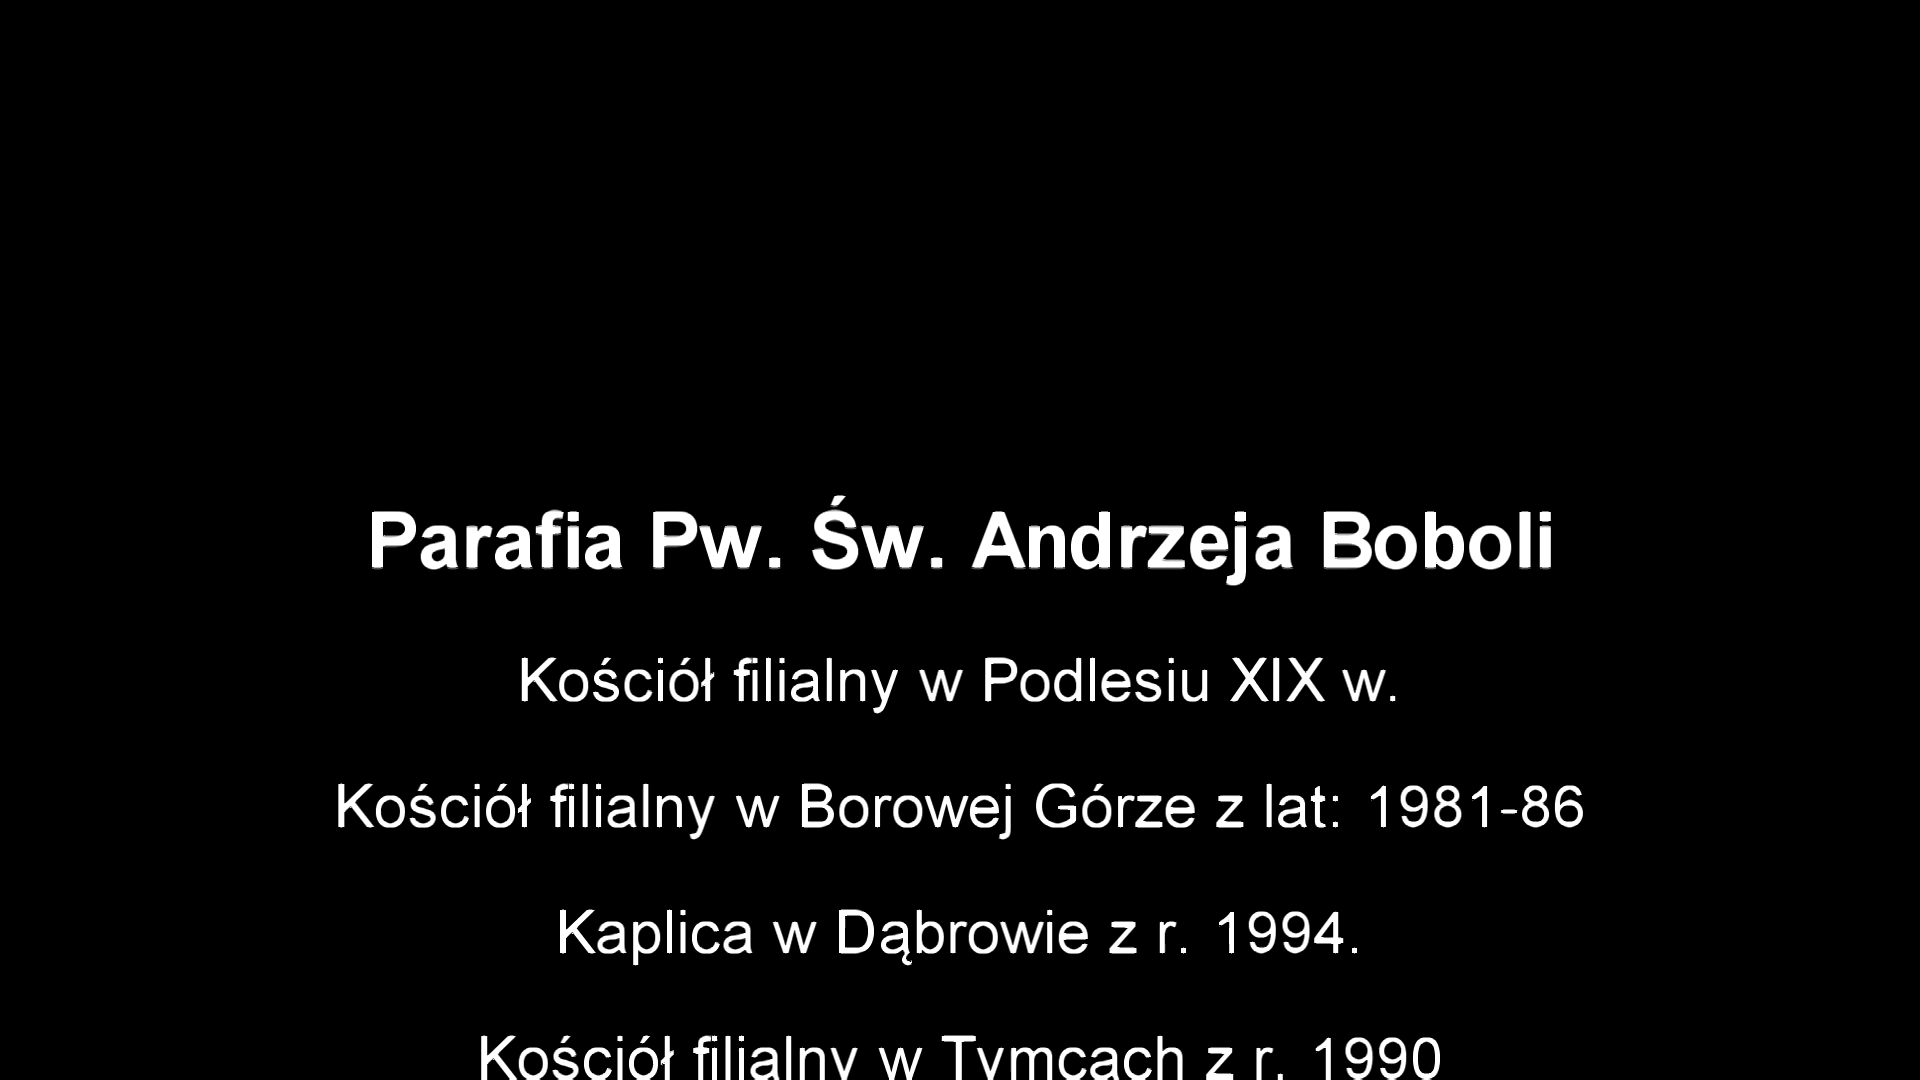 Parafia Pw. Św. Andrzeja Boboli
Kościół filialny w Podlesiu XIX w.
Kościół filialny w Borowej Górze z lat: 1981-86
Kaplica w Dąbrowie z r. 1994.
Kościół filialny w Tymcach z r. 1990